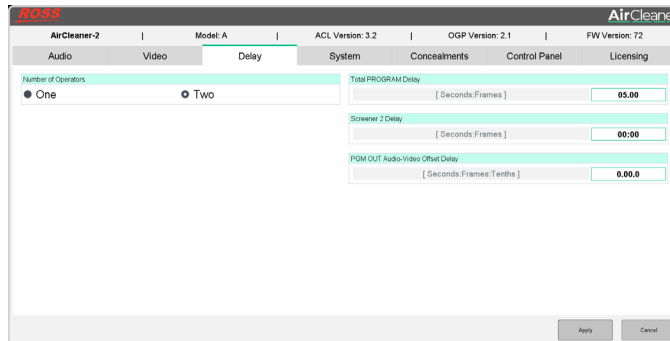 ROSS
AirCleane
AirCleaner-2 | Model: A | ACL Version: 3.2 | OGP Version: 2.1 | FW Version: 72
Audio Video Delay System Concealments Control Panel Licensing
Number of Operators
One Two
Total PROGRAM Delay
[ Seconds:Frames ] 05.00
Screener 2 Delay
[ Seconds:Frames ] 00:00
PGM OUT Audio-Video Offset Delay
[ Seconds:Frames:Tenths ] 0.00.0
Apply Cancel